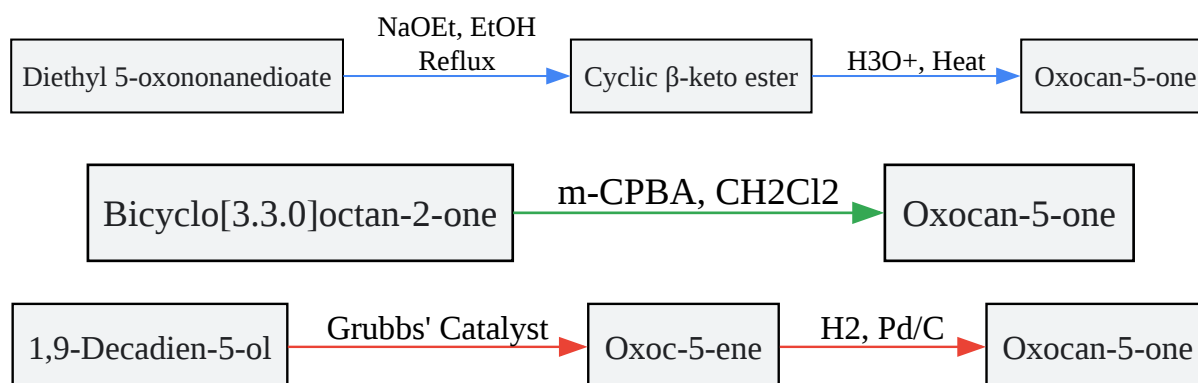 NaOEt, EtOH
Reflux
Diethyl 5-oxononanedioate
Cyclic β-keto ester
H3O+, Heat
Oxocan-5-one
Bicyclo[3.3.0]octan-2-one
m-CPBA, CH2Cl2
Oxocan-5-one
1,9-Decadien-5-ol
Grubbs' Catalyst
Oxoc-5-ene
H2, Pd/C
Oxocan-5-one